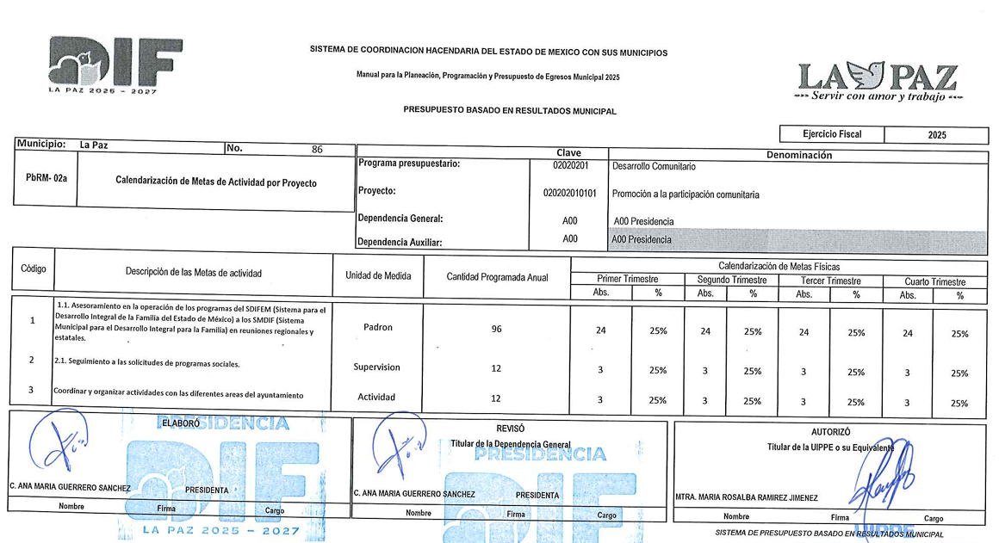 DIF
LA PAZ 2025 - 2027
SISTEMA DE COORDINACION HACENDARIA DEL ESTADO DE MEXICO CON SUS MUNICIPIOS
Manual para la Planeación, Programación y Presupuesto de Egresos Municipal 2025
PRESUPUESTO BASADO EN RESULTADOS MUNICIPAL
LA PAZ
Servir con amor y trabajo
Ejercicio Fiscal 2025
Municipio: La Paz No. 86
PbRM- 02a Calendarización de Metas de Actividad por Proyecto
Clave Denominación
Programa presupuestario: 02020201 Desarrollo Comunitario
Proyecto: 020202010101 Promoción a la participación comunitaria
Dependencia General: A00 A00 Presidencia
Dependencia Auxiliar: A00 A00 Presidencia
Código Descripción de las Metas de actividad Unidad de Medida Cantidad Programada Anual Calendarización de Metas Físicas
Primer Trimestre Segundo Trimestre Tercer Trimestre Cuarto Trimestre
Abs. % Abs. % Abs. % Abs. %
1 1.1. Asesoramiento en la operación de los programas del SDIFEM (Sistema para el
Desarrollo Integral de la Familia del Estado de México) a los SMDIF (Sistema
Municipal para el Desarrollo Integral para la Familia) en reuniones regionales y
estatales.
Padron 96 24 25% 24 25% 24 25% 24 25%
2 2.1. Seguimiento a las solicitudes de programas sociales. Supervision 12 3 25% 3 25% 3 25% 3 25%
3 Coordinar y organizar actividades con las diferentes areas del ayuntamiento Actividad 12 3 25% 3 25% 3 25% 3 25%
ELABORÓ
PRESIDENCIA
DIF
LA PAZ 2025 - 2027
C. ANA MARIA GUERRERO SANCHEZ PRESIDENTA
Nombre Firma Cargo
REVISÓ
Titular de la Dependencia General
PRESIDENCIA
DIF
C. ANA MARIA GUERRERO SANCHEZ PRESIDENTA
Nombre Firma Cargo
AUTORIZÓ
Titular de la UIPPE o su Equivalente
MTRA. MARIA ROSALBA RAMIREZ JIMENEZ
Nombre Firma Cargo
UIPPE
SISTEMA DE PRESUPUESTO BASADO EN RESULTADOS MUNICIPAL